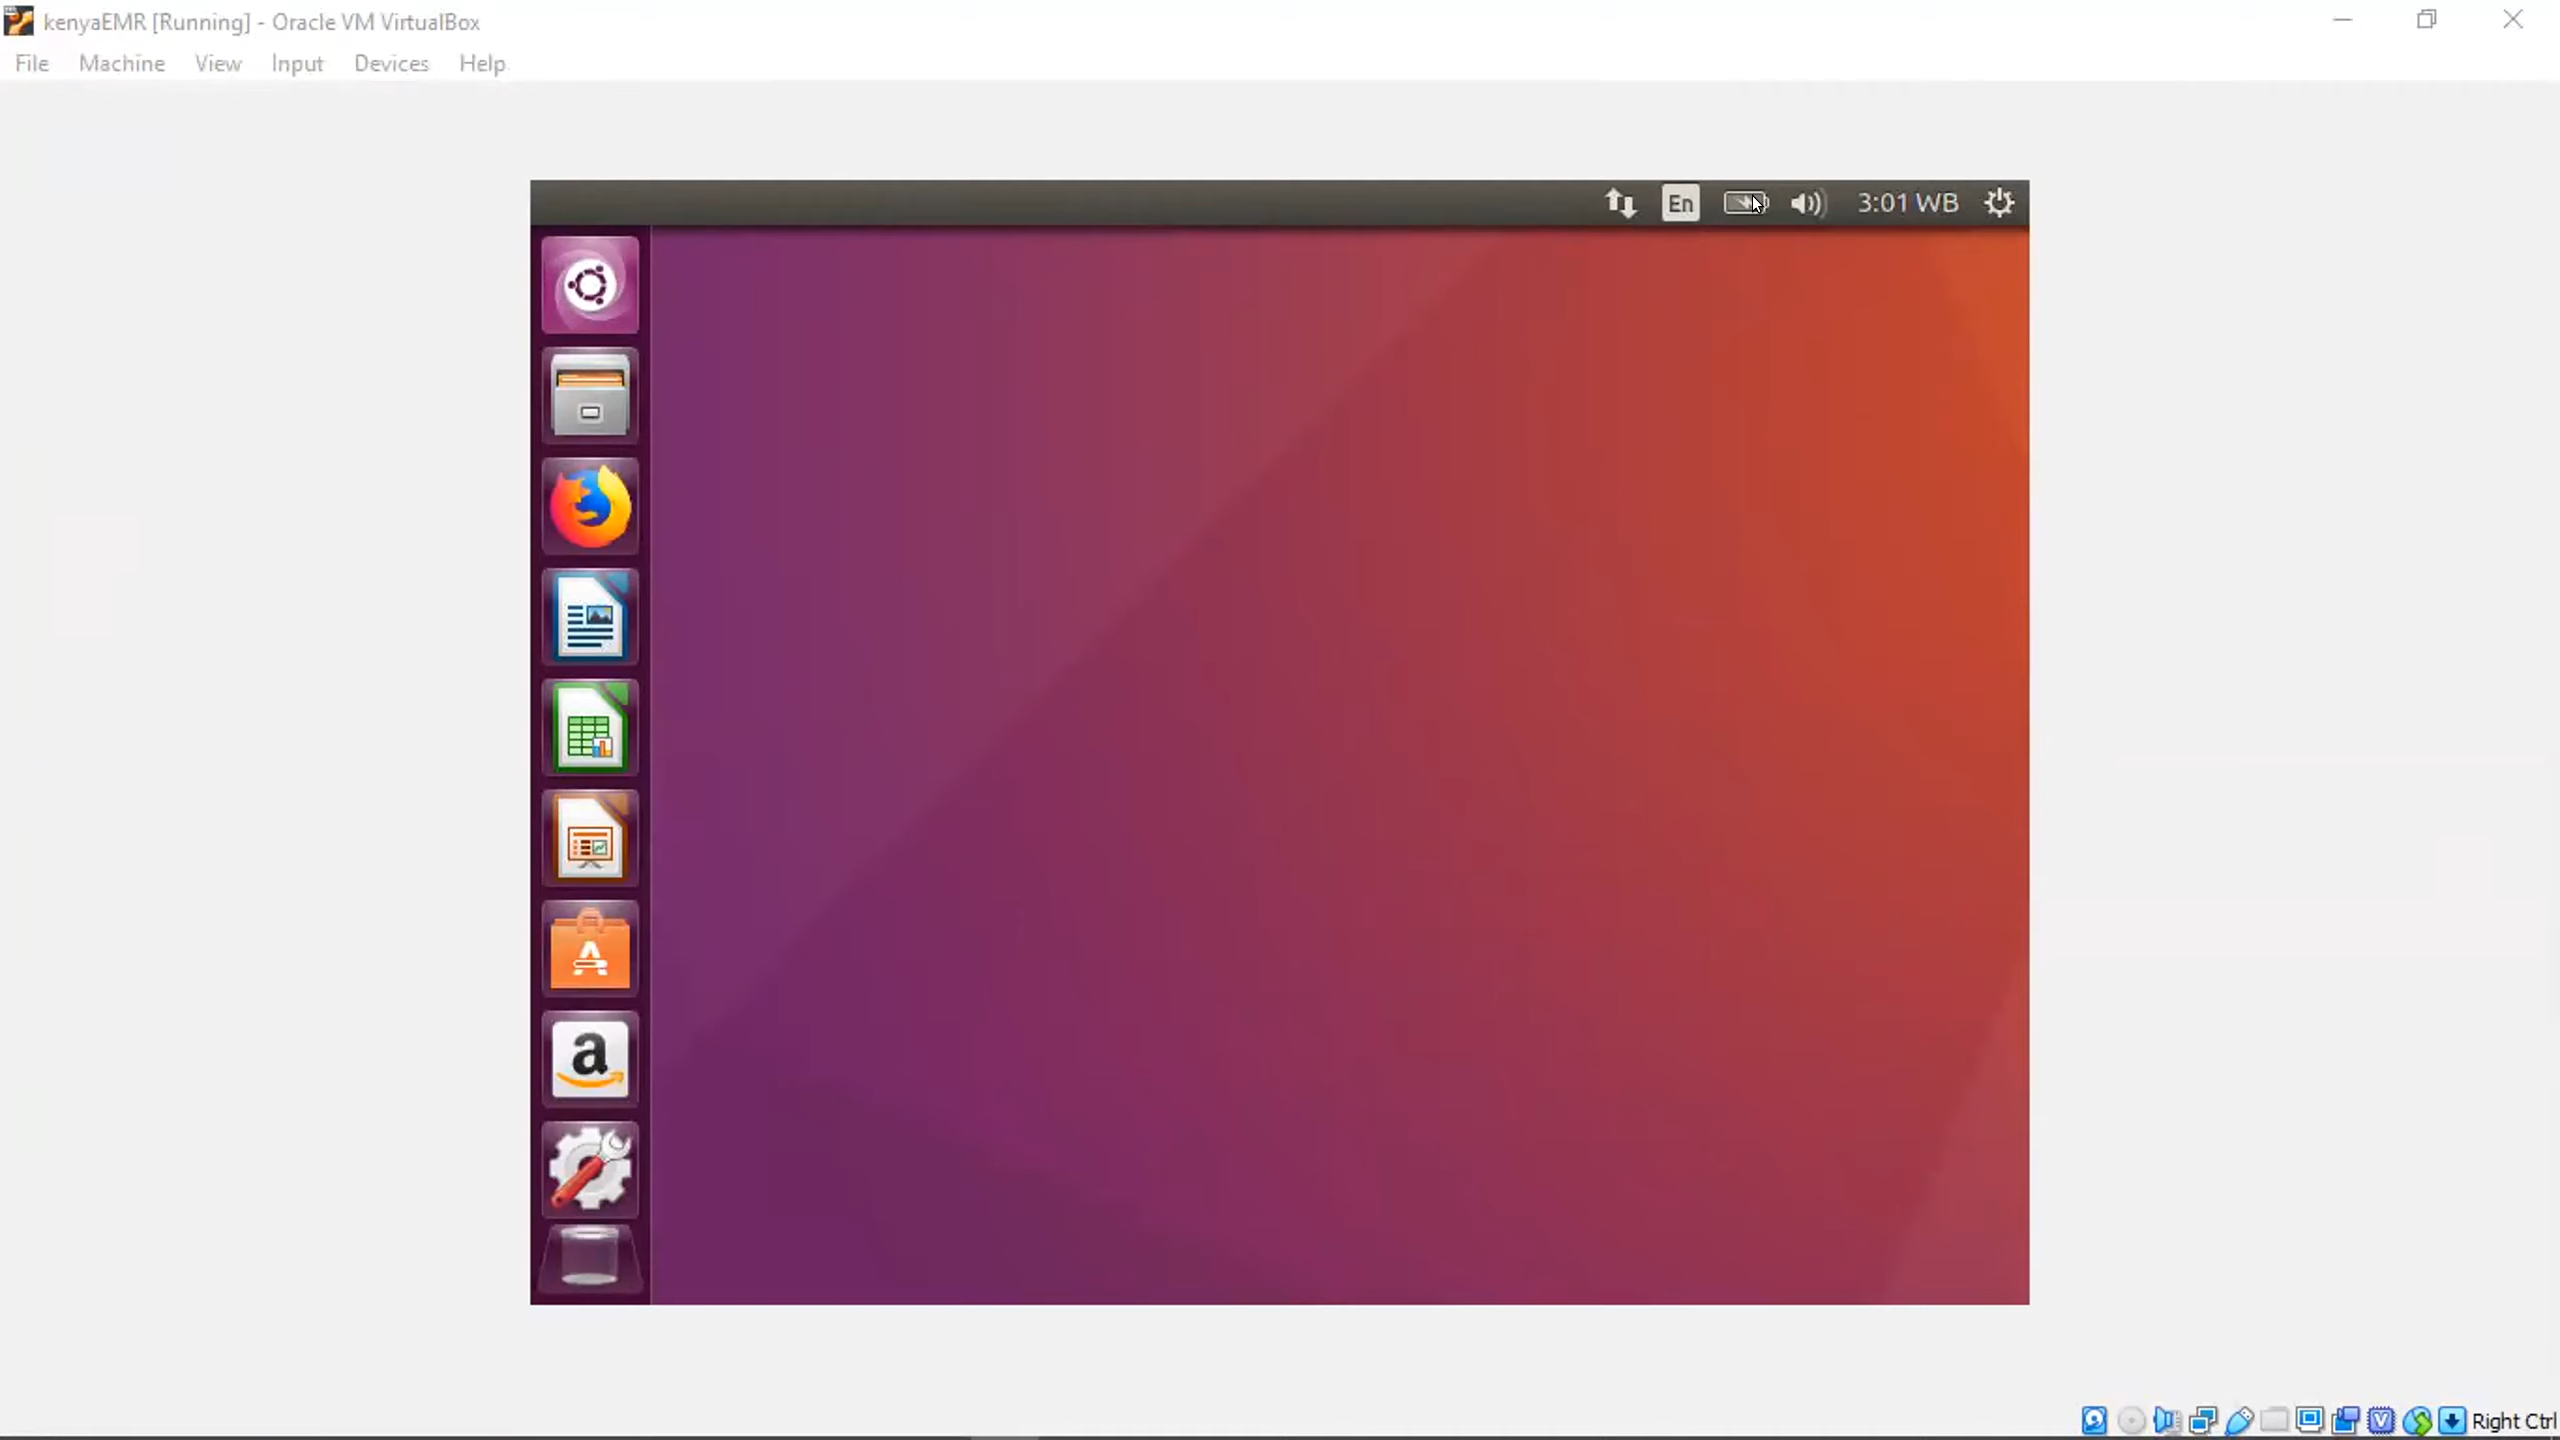 kenyaEMR [Running] - Oracle VM VirtualBox
File Machine View Input Devices Help
En 3:01 WB
A
a
V
Right Ctrl